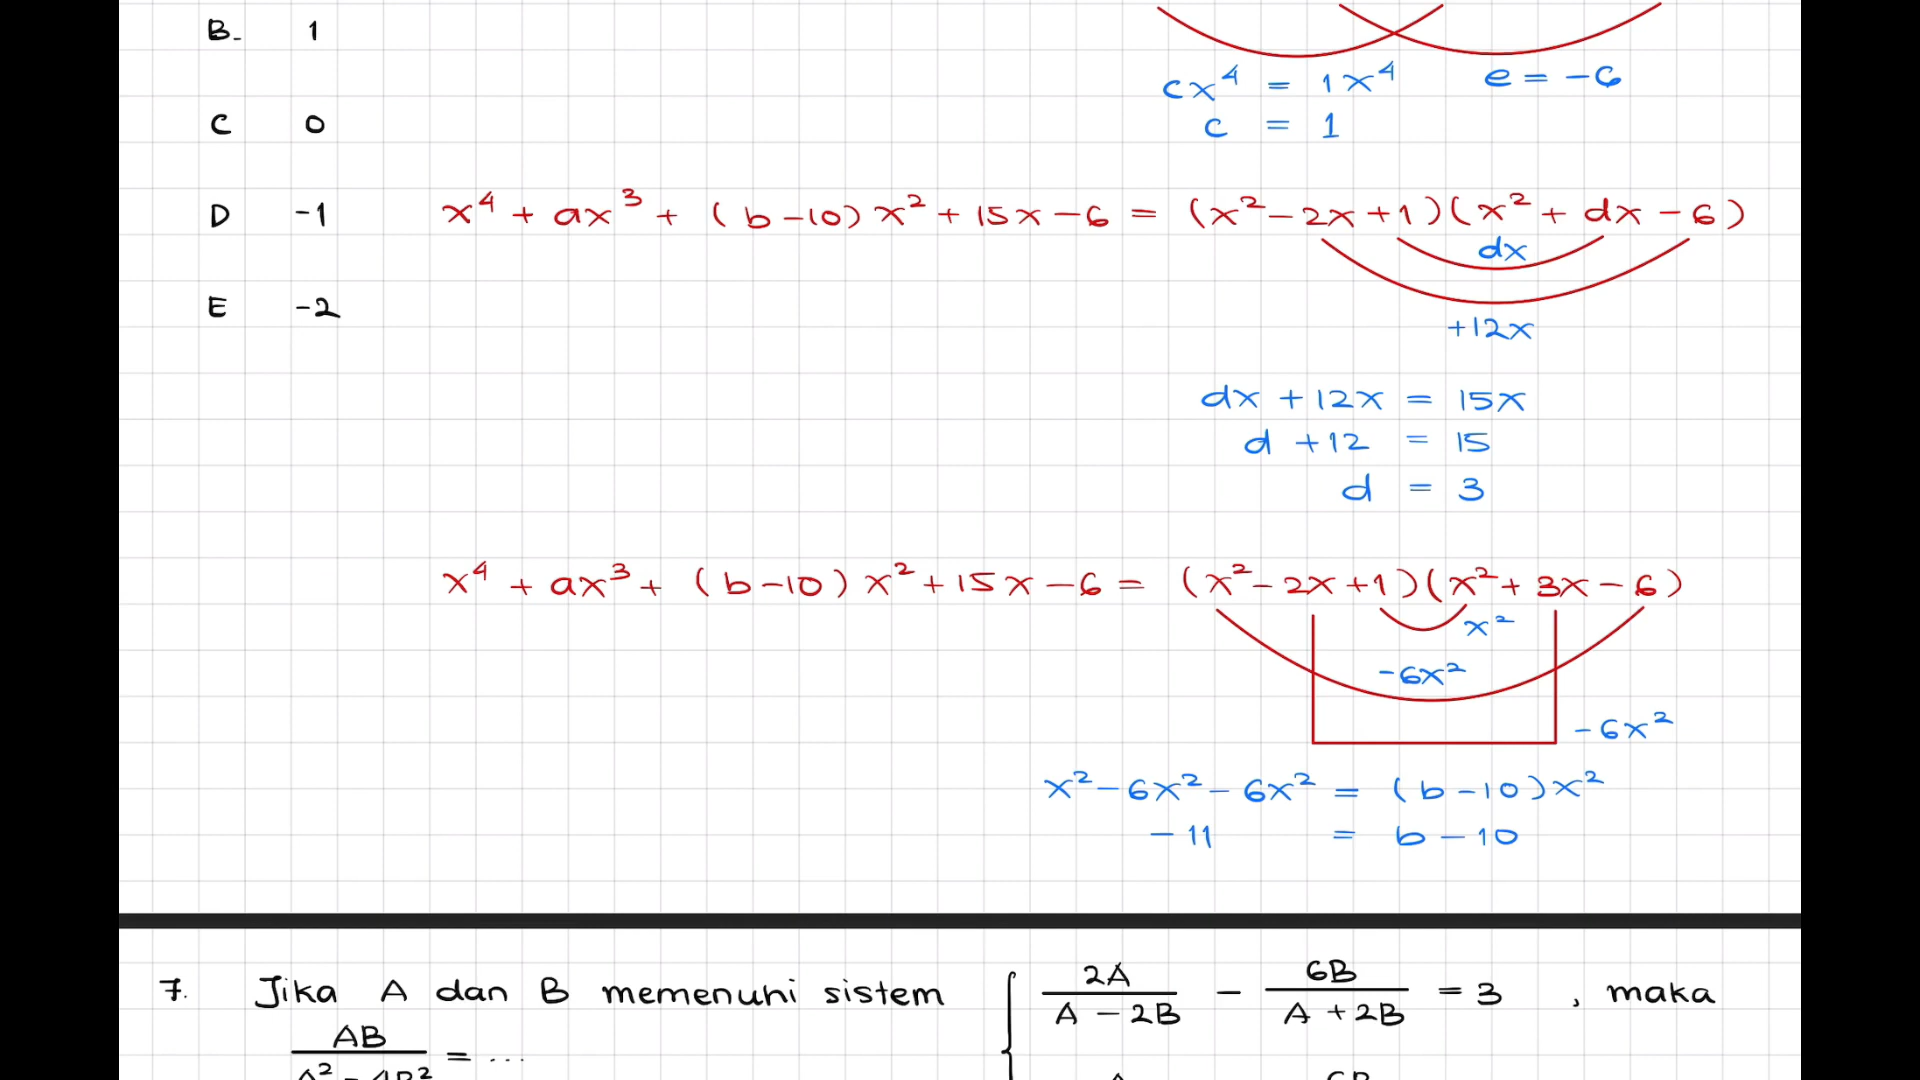 B. 1
cx⁴ = 1x⁴ e = -6
c = 1
C 0
D -1 x⁴ + ax³ + (b-10)x² + 15x - 6 = (x² - 2x + 1)(x² + dx - 6)
dx
E -2
+12x
dx + 12x = 15x
d + 12 = 15
d = 3
x⁴ + ax³ + (b-10)x² + 15x - 6 = (x² - 2x + 1)(x² + 3x - 6)
x²
-6x²
-6x²
x² - 6x² - 6x² = (b-10)x²
-11 = b - 10
7. Jika A dan B memenuhi sistem { 2A/(A - 2B) - 6B/(A + 2B) = 3 , maka
AB/(A² - 4B²) = ...